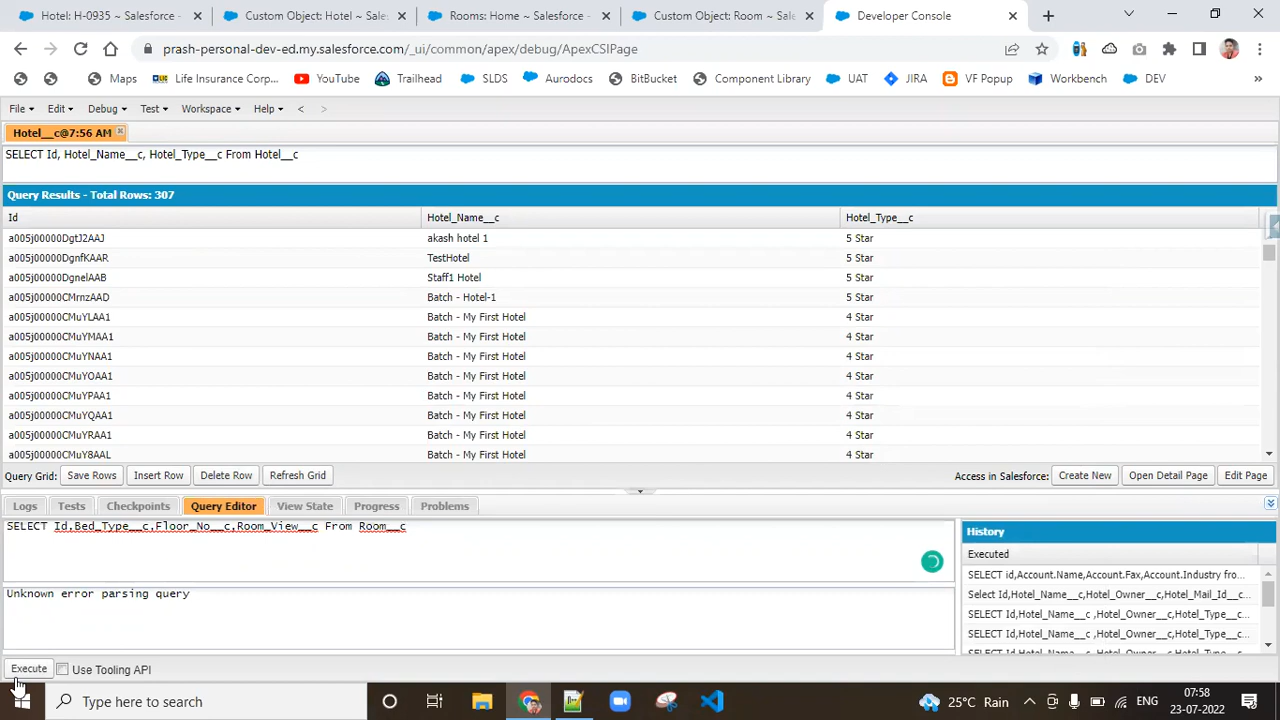 Hotel: H-0935 ~ Salesforce -
Custom Object: Hotel ~ Sale
Rooms: Home ~ Salesforce -
Custom Object: Room ~ Sale
Developer Console
prash-personal-dev-ed.my.salesforce.com/_ui/common/apex/debug/ApexCSIPage
Maps
Life Insurance Corp...
YouTube
Trailhead
SLDS
Aurodocs
BitBucket
Component Library
UAT
JIRA
VF Popup
Workbench
DEV
»
File
Edit
Debug
Test
Workspace
Help
<
>
Hotel__c@7:56 AM
SELECT Id, Hotel_Name__c, Hotel_Type__c From Hotel__c
Query Results - Total Rows: 307
Id Hotel_Name__c Hotel_Type__c
a005j00000DgtJ2AAJ akash hotel 1 5 Star
a005j00000DgnfKAAR TestHotel 5 Star
a005j00000DgnelAAB Staff1 Hotel 5 Star
a005j00000CMrnzAAD Batch - Hotel-1 5 Star
a005j00000CMuYLAA1 Batch - My First Hotel 4 Star
a005j00000CMuYMAA1 Batch - My First Hotel 4 Star
a005j00000CMuYNAA1 Batch - My First Hotel 4 Star
a005j00000CMuYOAA1 Batch - My First Hotel 4 Star
a005j00000CMuYPAA1 Batch - My First Hotel 4 Star
a005j00000CMuYQAA1 Batch - My First Hotel 4 Star
a005j00000CMuYRAA1 Batch - My First Hotel 4 Star
a005j00000CMuY8AAL Batch - My First Hotel 4 Star
Query Grid: Save Rows Insert Row Delete Row Refresh Grid Access in Salesforce: Create New Open Detail Page Edit Page
Logs Tests Checkpoints Query Editor View State Progress Problems
SELECT Id,Bed_Type__c,Floor_No__c,Room_View__c From Room__c
Unknown error parsing query
History
Executed
SELECT id,Account.Name,Account.Fax,Account.Industry fro...
Select Id,Hotel_Name__c,Hotel_Owner__c,Hotel_Mail_Id__c...
SELECT Id,Hotel_Name__c ,Hotel_Owner__c,Hotel_Type__c...
SELECT Id,Hotel_Name__c ,Hotel_Owner__c,Hotel_Type__c...
Execute Use Tooling API
Type here to search
25°C Rain
ENG
07:58
23-07-2022